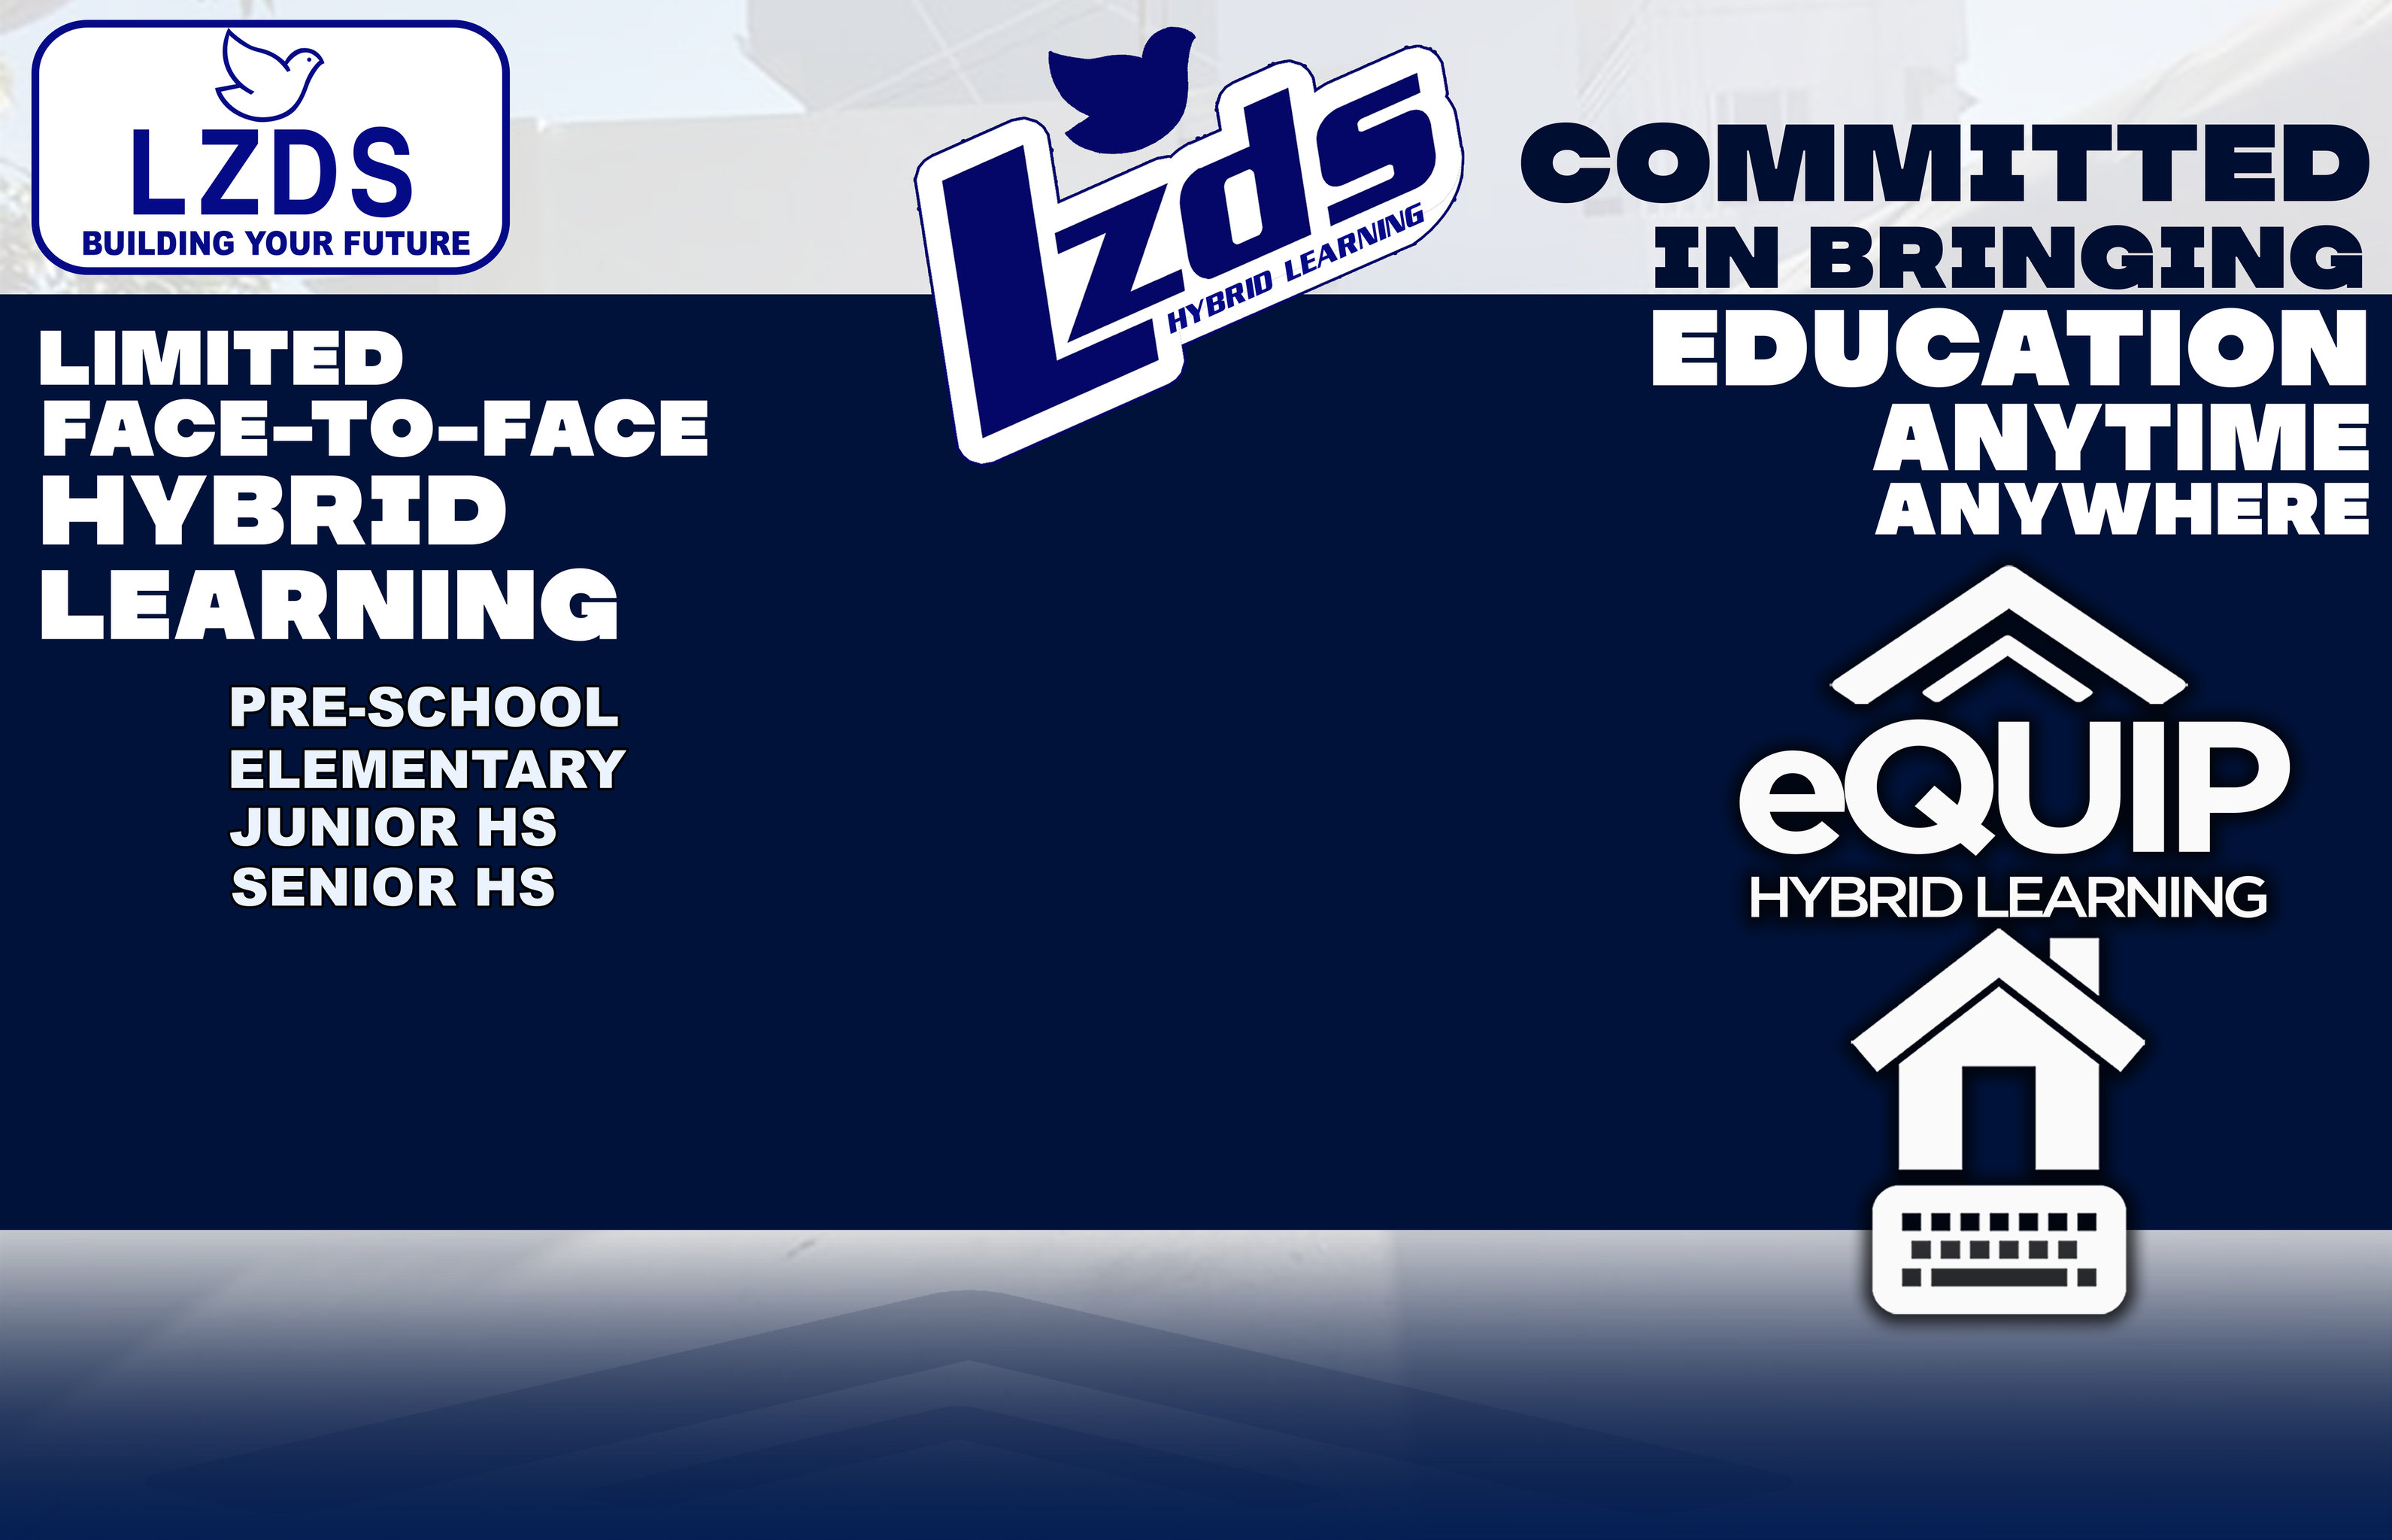 LZDS
BUILDING YOUR FUTURE
Lzds
HYBRID LEARNING
COMMITTED
IN BRINGING
EDUCATION
ANYTIME
ANYWHERE
LIMITED
FACE-TO-FACE
HYBRID
LEARNING
PRE-SCHOOL
ELEMENTARY
JUNIOR HS
SENIOR HS
eQUIP
HYBRID LEARNING